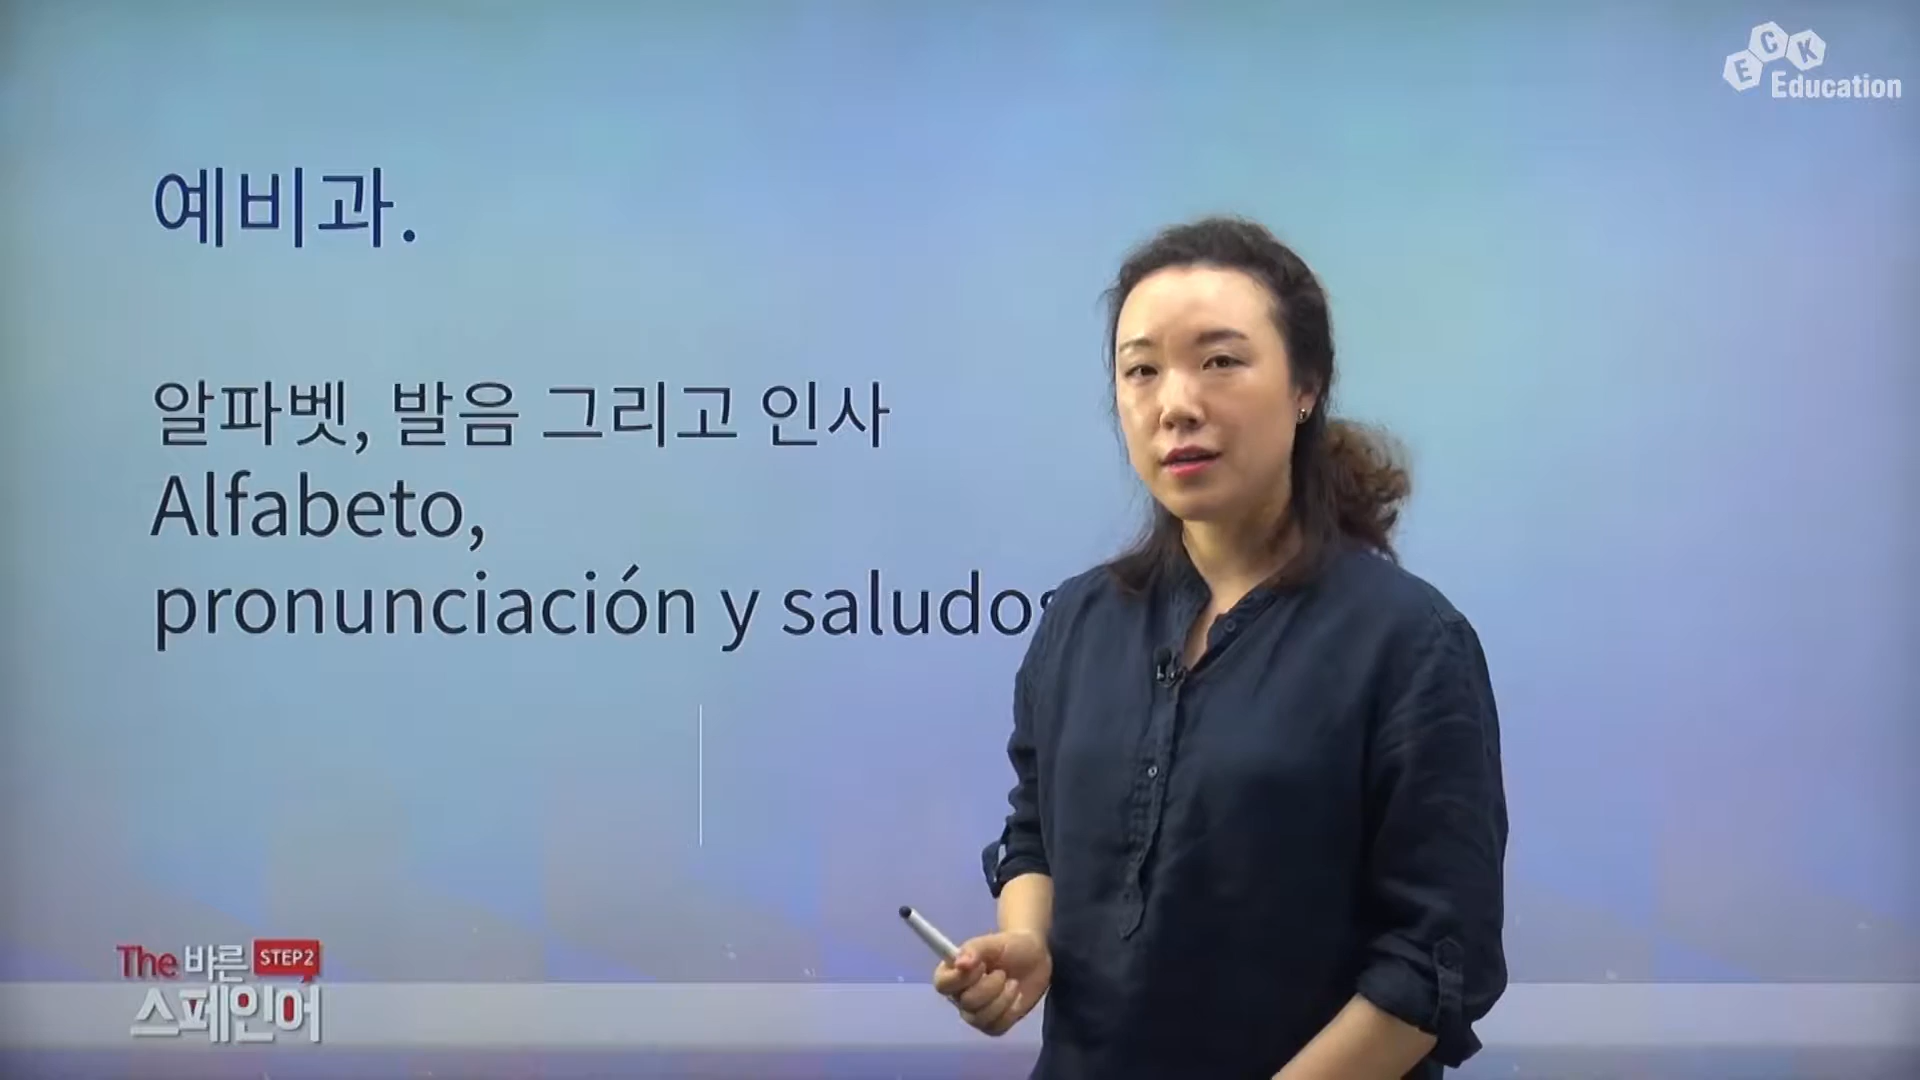 ECK
Education
예비과.
알파벳, 발음 그리고 인사
Alfabeto,
pronunciación y saludos
The 바른 STEP2
스페인어